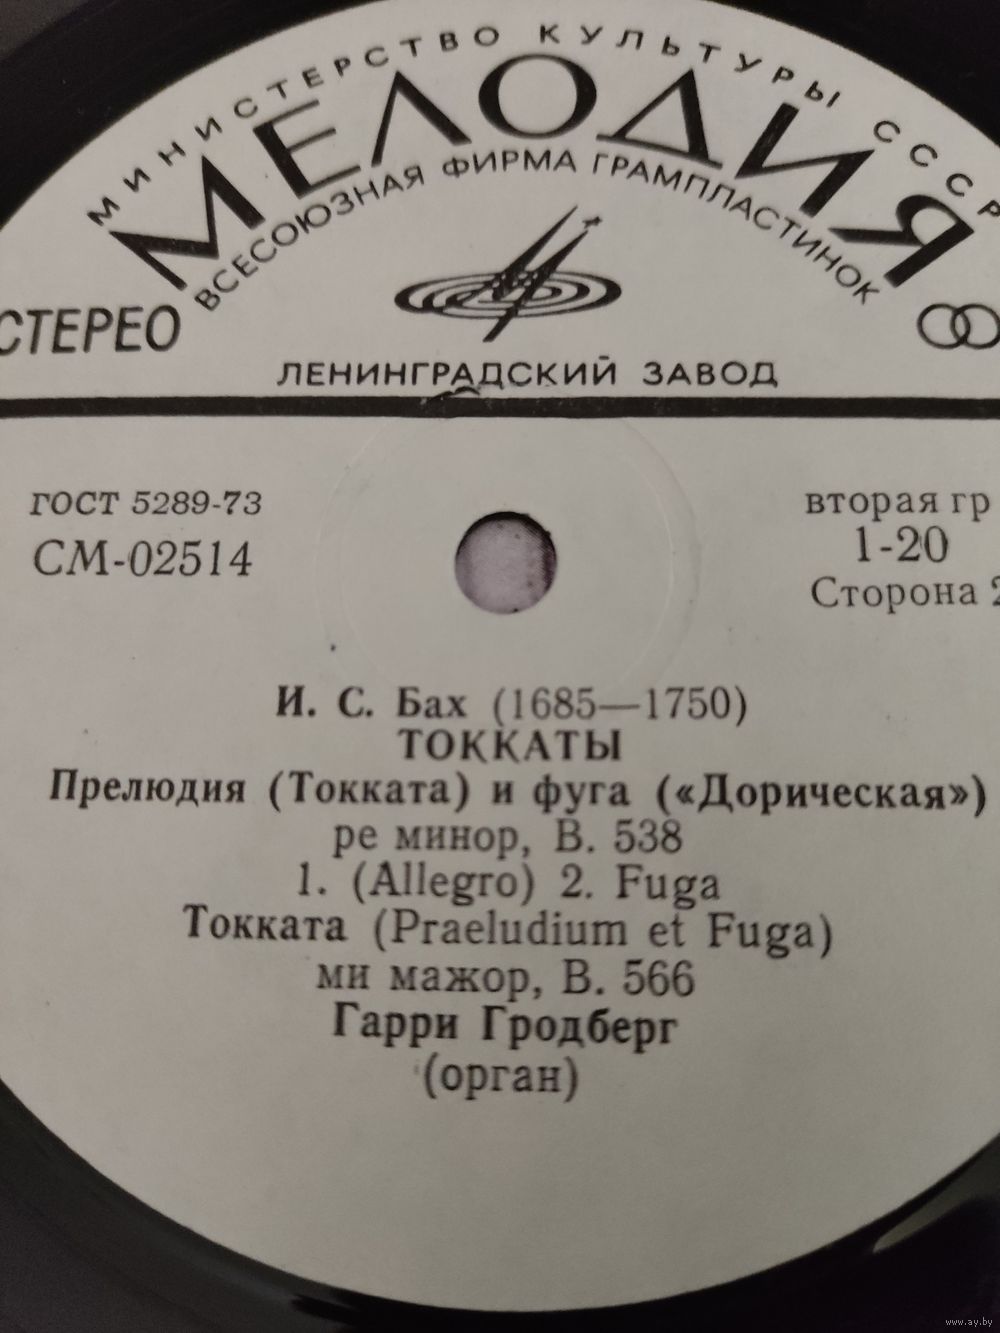 МИНИСТЕРСТВО КУЛЬТУРЫ СССР
МЕЛОДИЯ
ВСЕСОЮЗНАЯ ФИРМА ГРАМПЛАСТИНОК
СТЕРЕО
ЛЕНИНГРАДСКИЙ ЗАВОД
ГОСТ 5289-73
СМ-02514
вторая гр
1-20
Сторона 2
И. С. Бах (1685—1750)
ТОККАТЫ
Прелюдия (Токката) и фуга («Дорическая»)
ре минор, В. 538
1. (Allegro) 2. Fuga
Токката (Praeludium et Fuga)
ми мажор, В. 566
Гарри Гродберг
(орган)
www.ay.by